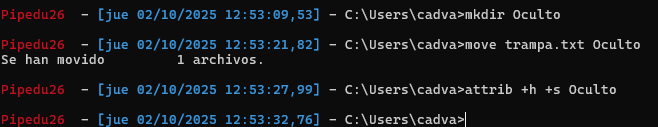 Pipedu26 - [jue 02/10/2025 12:53:09,53] - C:\Users\cadva>mkdir Oculto
Pipedu26 - [jue 02/10/2025 12:53:21,82] - C:\Users\cadva>move trampa.txt Oculto
Se han movido         1 archivos.
Pipedu26 - [jue 02/10/2025 12:53:27,99] - C:\Users\cadva>attrib +h +s Oculto
Pipedu26 - [jue 02/10/2025 12:53:32,76] - C:\Users\cadva>